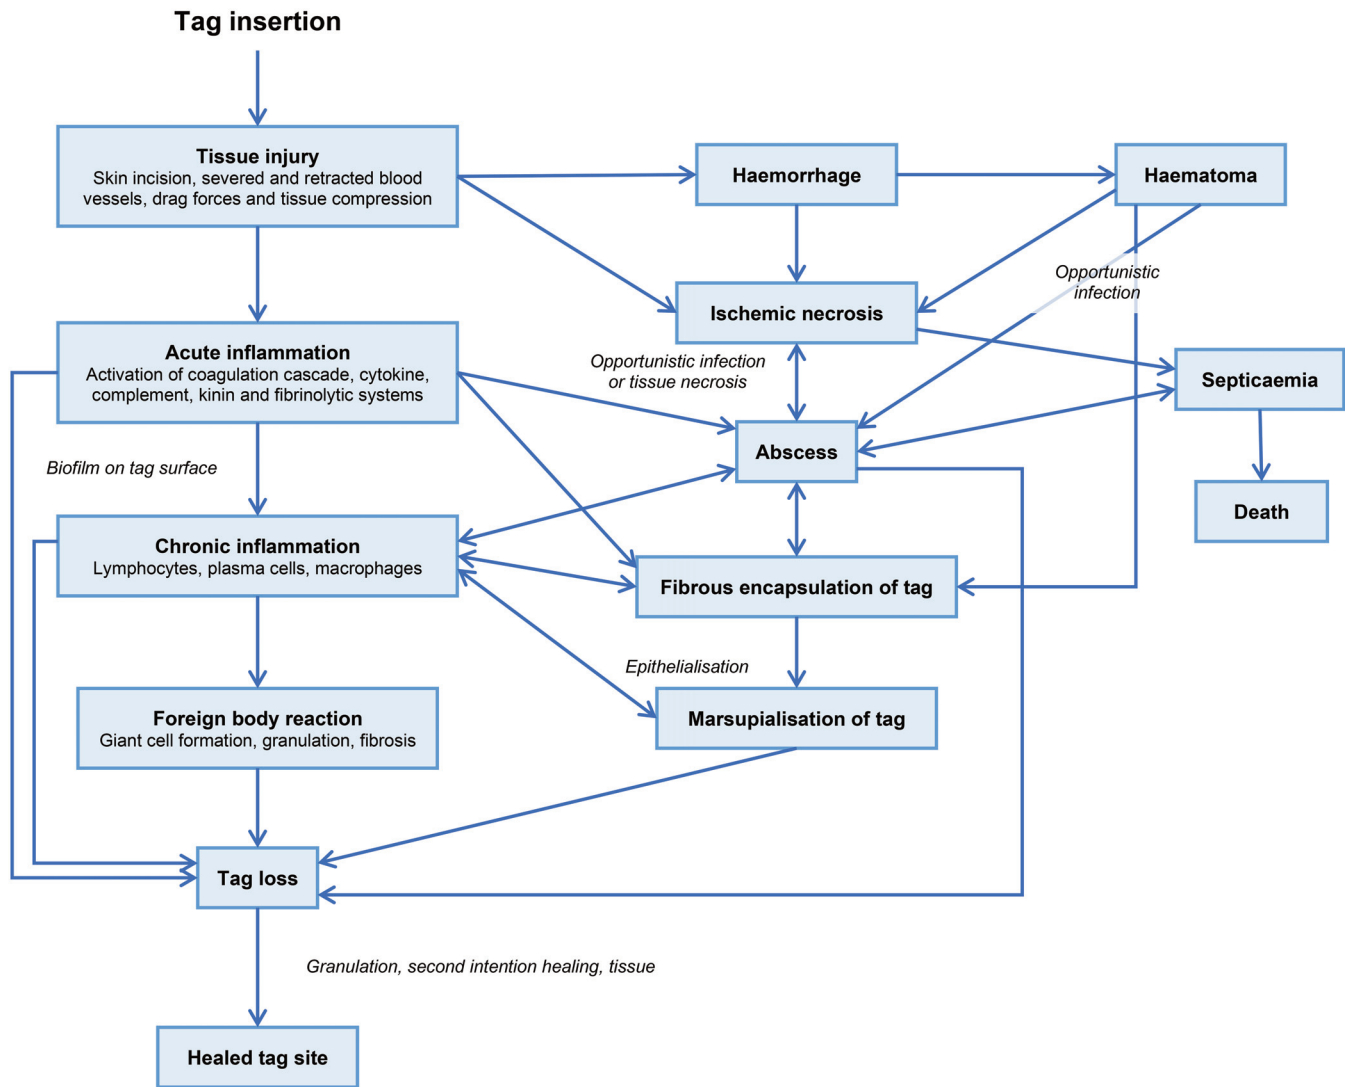 Tag insertion
Tissue injury
Skin incision, severed and retracted blood
vessels, drag forces and tissue compression
Haemorrhage
Haematoma
Opportunistic
infection
Ischemic necrosis
Acute inflammation
Activation of coagulation cascade, cytokine,
complement, kinin and fibrinolytic systems
Opportunistic infection
or tissue necrosis
Septicaemia
Abscess
Biofilm on tag surface
Death
Chronic inflammation
Lymphocytes, plasma cells, macrophages
Fibrous encapsulation of tag
Epithelialisation
Foreign body reaction
Giant cell formation, granulation, fibrosis
Marsupialisation of tag
Tag loss
Granulation, second intention healing, tissue
Healed tag site